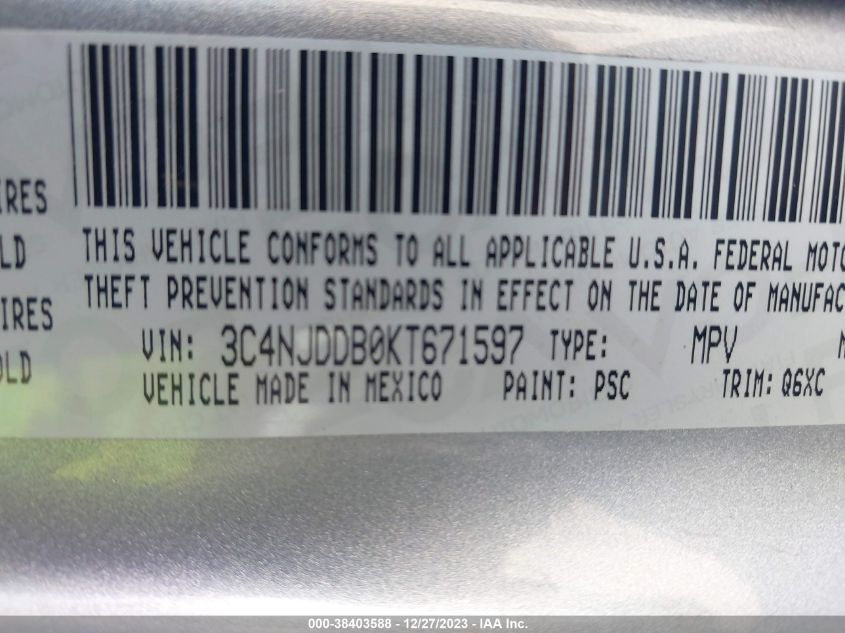 IRES
LD
IRES
OLD
THIS VEHICLE CONFORMS TO ALL APPLICABLE U.S.A. FEDERAL MOTO
THEFT PREVENTION STANDARDS IN EFFECT ON THE DATE OF MANUFAC
VIN: 3C4NJDDB0KT671597 TYPE: MPV
VEHICLE MADE IN MEXICO PAINT: PSC TRIM: Q6XC
000-38403588 - 12/27/2023 - IAA Inc.